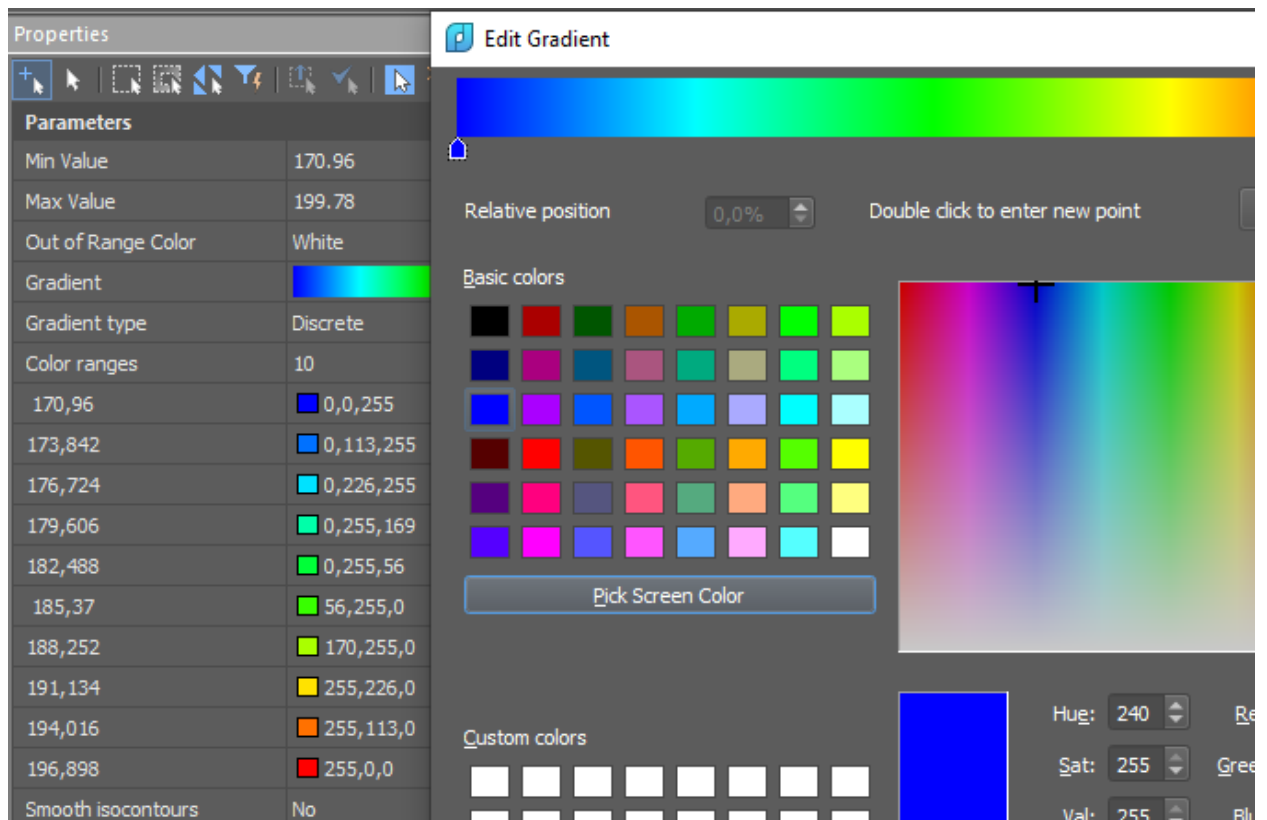 Properties
Parameters
Min Value 170.96
Max Value 199.78
Out of Range Color White
Gradient
Gradient type Discrete
Color ranges 10
170,96 0,0,255
173,842 0,113,255
176,724 0,226,255
179,606 0,255,169
182,488 0,255,56
185,37 56,255,0
188,252 170,255,0
191,134 255,226,0
194,016 255,113,0
196,898 255,0,0
Smooth isocontours No
Edit Gradient
Relative position 0,0% Double click to enter new point
Basic colors
Pick Screen Color
Custom colors
Hue: 240
Sat: 255
Val: 255